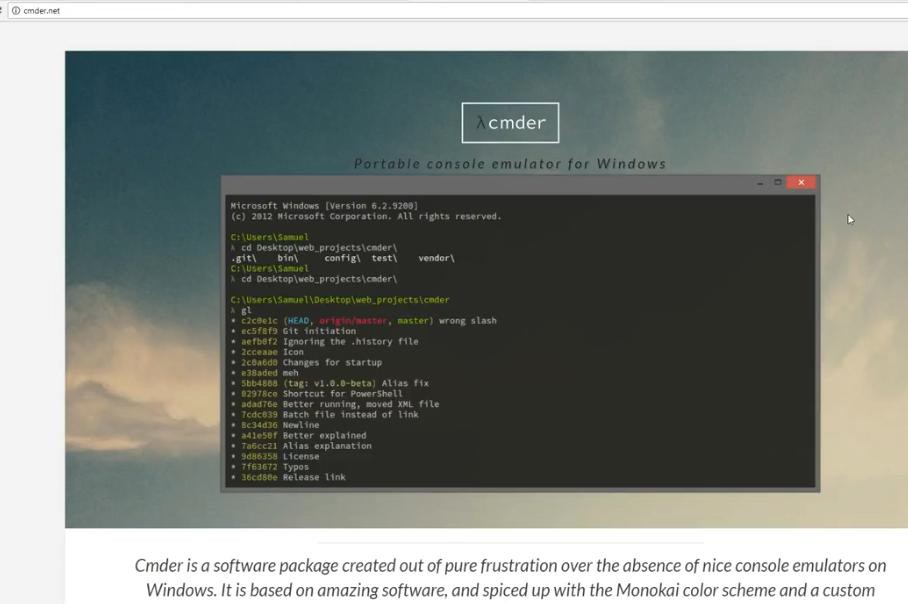 cmder.net
λcmder
Portable console emulator for Windows
Microsoft Windows [Version 6.2.9200]
(c) 2012 Microsoft Corporation. All rights reserved.
C:\Users\Samuel
λ cd Desktop\web_projects\cmder\
.git\ bin\ config\ test\ vendor\
C:\Users\Samuel
λ cd Desktop\web_projects\cmder\
C:\Users\Samuel\Desktop\web_projects\cmder
λ gl
* c2c0e1c (HEAD, origin/master, master) wrong slash
* ec5f8f9 Git initiation
* aefb0f2 Ignoring the .history file
* 2cceaae Icon
* 2c0a6d0 Changes for startup
* e38aded meh
* 5bb4808 (tag: v1.0.0-beta) Alias fix
* 02978ce Shortcut for PowerShell
* adad76e Better running, moved XML file
* 7cdc039 Batch file instead of link
* 8c34d36 Newline
* a41e50f Better explained
* 7a6cc21 Alias explanation
* 9d86358 License
* 7f63672 Typos
* 36cd80e Release link
Cmder is a software package created out of pure frustration over the absence of nice console emulators on
Windows. It is based on amazing software, and spiced up with the Monokai color scheme and a custom